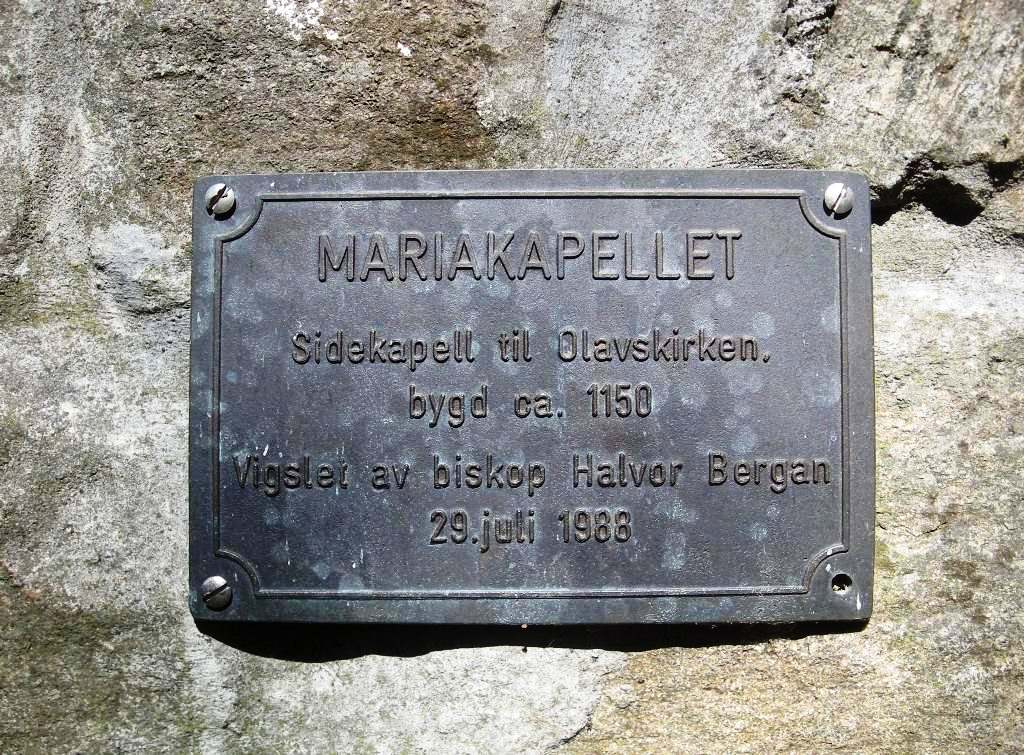 MARIAKAPELLET
Sidekapell til Olavskirken.
bygd ca. 1150
Vigslet av biskop Halvor Bergan
29.juli 1988